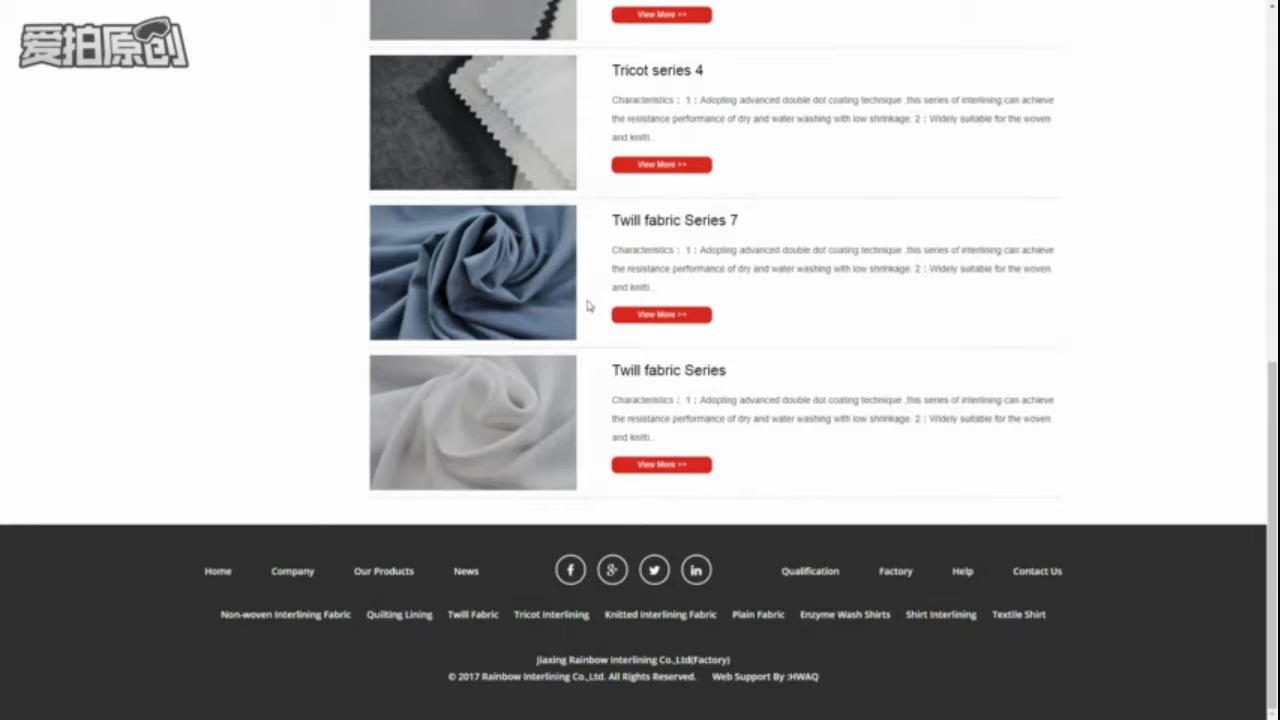 爱拍原创
View More >>
Tricot series 4
Characteristics : 1 : Adopting advanced double dot coating technique ,this series of interlining can achieve
the resistance performance of dry and water washing with low shrinkage. 2 : Widely suitable for the woven
and knitti..
View More >>
Twill fabric Series 7
Characteristics : 1 : Adopting advanced double dot coating technique ,this series of interlining can achieve
the resistance performance of dry and water washing with low shrinkage. 2 : Widely suitable for the woven
and knitti..
View More >>
Twill fabric Series
Characteristics : 1 : Adopting advanced double dot coating technique ,this series of interlining can achieve
the resistance performance of dry and water washing with low shrinkage. 2 : Widely suitable for the woven
and knitti..
View More >>
Home Company Our Products News Qualification Factory Help Contact Us
Non-woven Interlining Fabric Quilting Lining Twill Fabric Tricot Interlining Knitted Interlining Fabric Plain Fabric Enzyme Wash Shirts Shirt Interlining Textile Shirt
Jiaxing Rainbow Interlining Co.,Ltd(Factory)
© 2017 Rainbow Interlining Co.,Ltd. All Rights Reserved. Web Support By :HWAQ